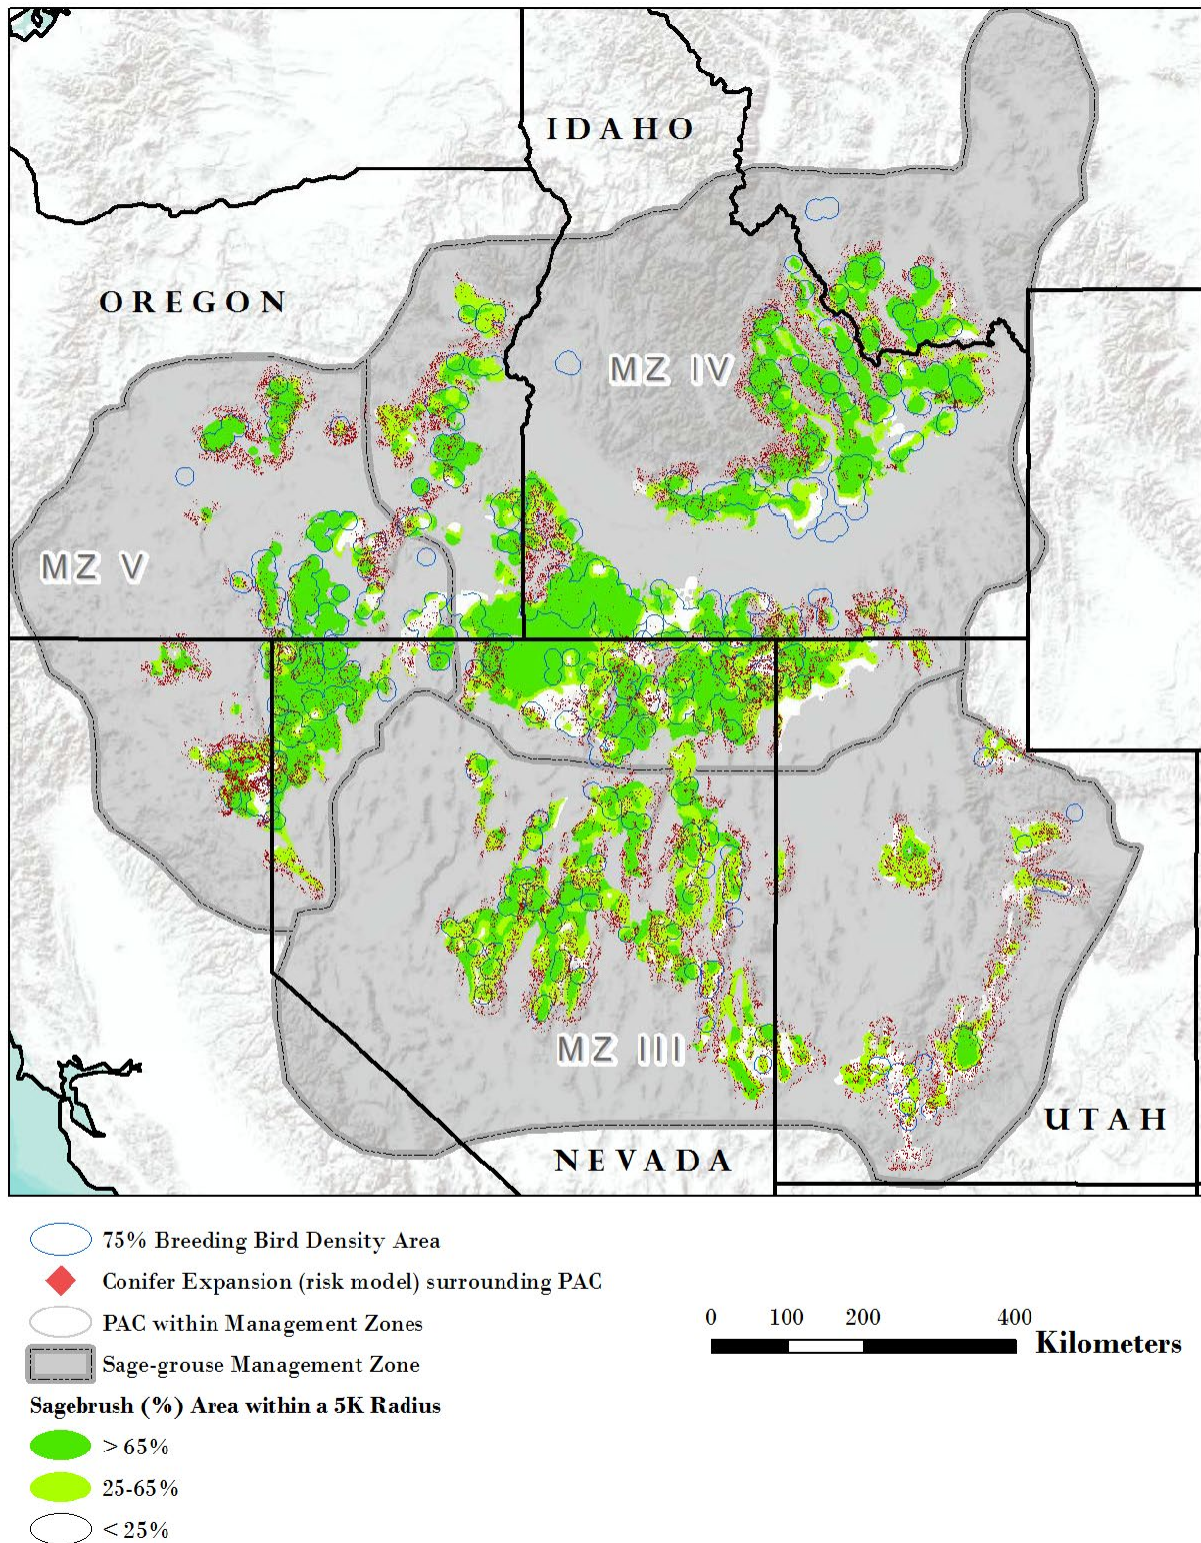 IDAHO
OREGON
MZ IV
MZ V
MZ III
UTAH
NEVADA
75% Breeding Bird Density Area
Conifer Expansion (risk model) surrounding PAC
PAC within Management Zones
Sage-grouse Management Zone
Sagebrush (%) Area within a 5K Radius
> 65%
25-65%
< 25%
0 100 200 400
Kilometers